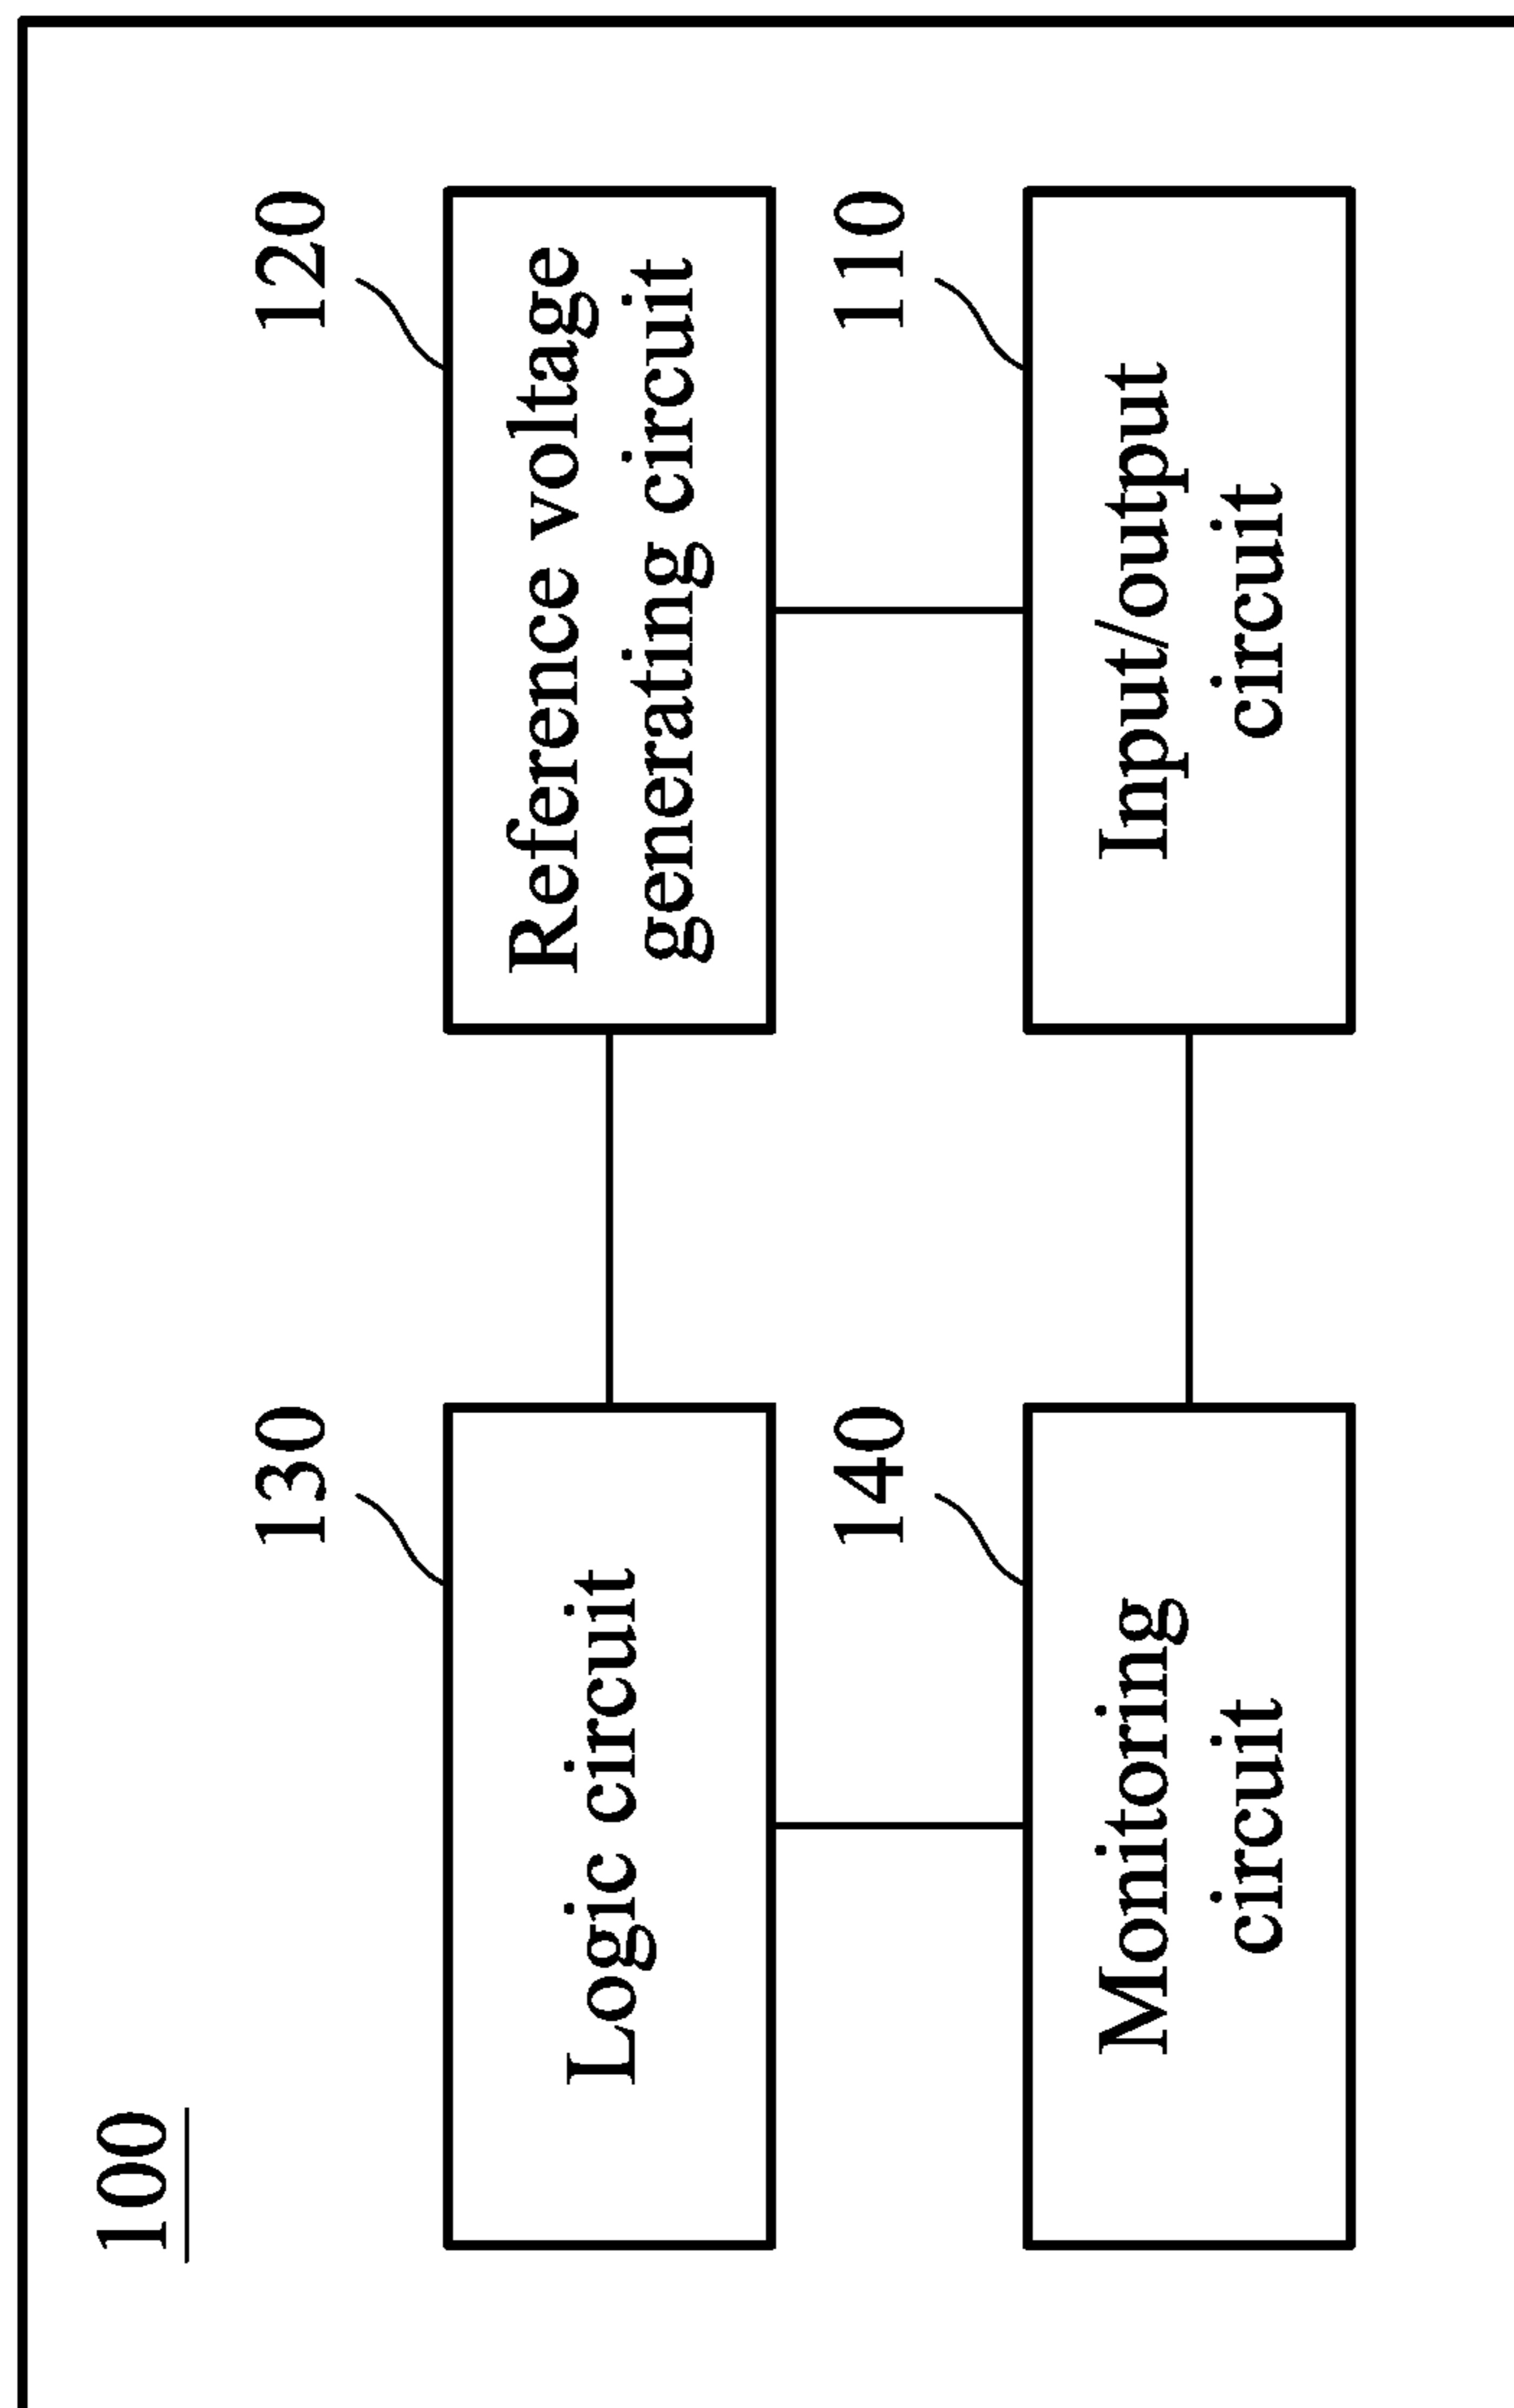 100
130
Logic circuit
120
Reference voltage
generating circuit
140
Monitoring
circuit
110
Input/output
circuit